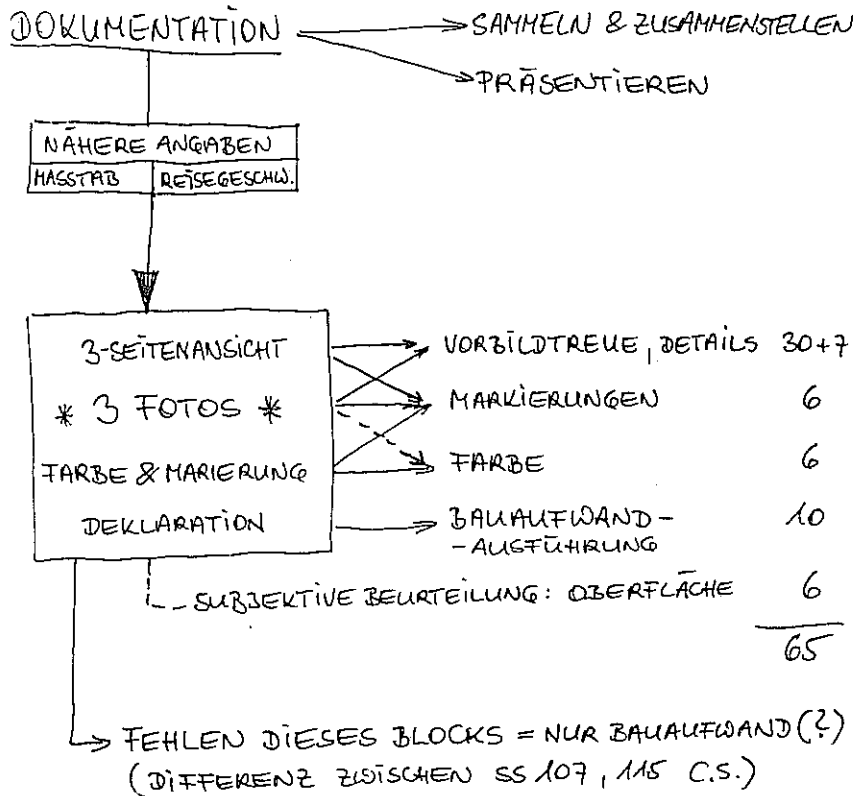 DOKUMENTATION
SAMMELN & ZUSAMMENSTELLEN
PRÄSENTIEREN
NÄHERE ANGABEN
MASSTAB REISEGESCHW.
3-SEITENANSICHT
* 3 FOTOS *
FARBE & MARIERUNG
DEKLARATION
VORBILDTREUE, DETAILS 30+7
MARKIERUNGEN 6
FARBE 6
BAUAUFWAND- 10
-AUSFÜHRUNG
SUBJEKTIVE BEURTEILUNG: OBERFLÄCHE 6
65
FEHLEN DIESES BLOCKS = NUR BAUAUFWAND (?)
(DIFFERENZ ZWISCHEN SS 107, 115 C.S.)